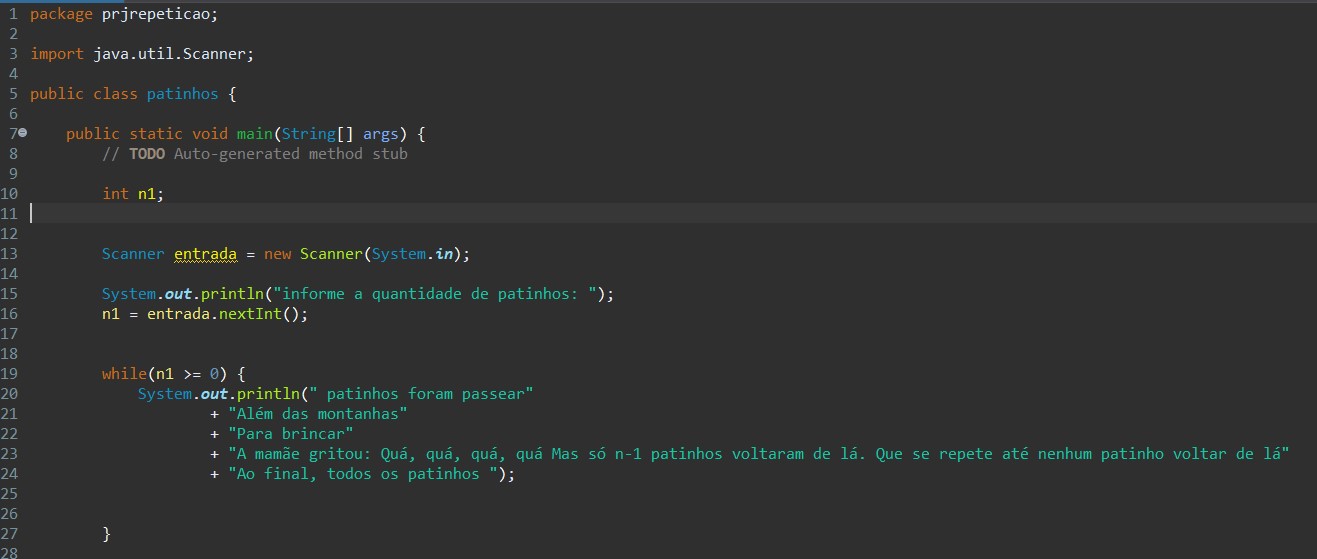 1 package prjrepeticao;
2
3 import java.util.Scanner;
4
5 public class patinhos {
6
7     public static void main(String[] args) {
8         // TODO Auto-generated method stub
9
10         int n1;
11
12
13         Scanner entrada = new Scanner(System.in);
14
15         System.out.println("informe a quantidade de patinhos: ");
16         n1 = entrada.nextInt();
17
18
19         while(n1 >= 0) {
20             System.out.println(" patinhos foram passear"
21                     + "Além das montanhas"
22                     + "Para brincar"
23                     + "A mamãe gritou: Quá, quá, quá, quá Mas só n-1 patinhos voltaram de lá. Que se repete até nenhum patinho voltar de lá"
24                     + "Ao final, todos os patinhos ");
25
26
27         }
28